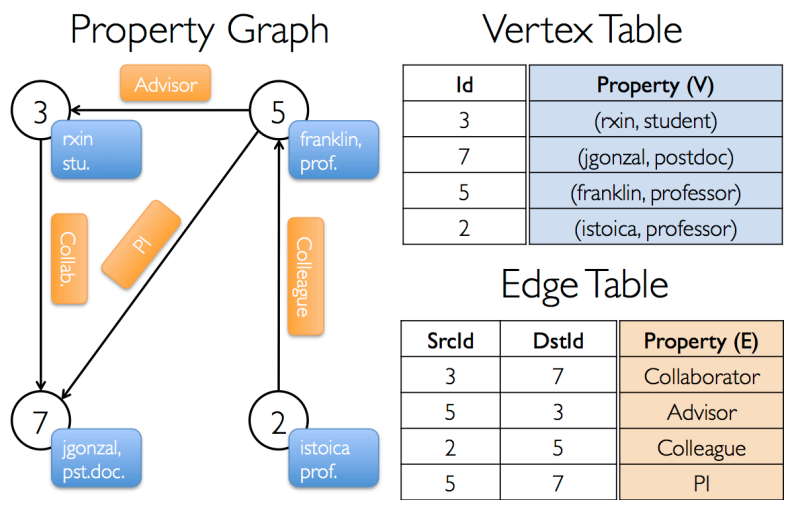 Property Graph
Advisor
3
5
rxin
stu.
franklin,
prof.
Collab.
PI
Colleague
7
2
jgonzal,
pst.doc.
istoica
prof.
Vertex Table
Id Property (V)
3 (rxin, student)
7 (jgonzal, postdoc)
5 (franklin, professor)
2 (istoica, professor)
Edge Table
SrcId DstId Property (E)
3 7 Collaborator
5 3 Advisor
2 5 Colleague
5 7 PI